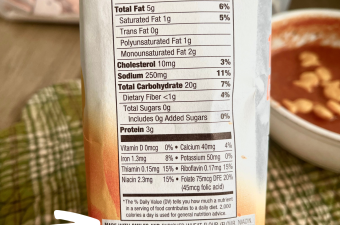 Total Fat 5g 6%
Saturated Fat 1g 5%
Trans Fat 0g
Polyunsaturated Fat 1g
Monounsaturated Fat 2g
Cholesterol 10mg 3%
Sodium 250mg 11%
Total Carbohydrate 20g 7%
Dietary Fiber <1g 4%
Total Sugars 0g
Includes 0g Added Sugars 0%
Protein 3g
Vitamin D 0mcg 0% • Calcium 40mg 4%
Iron 1.3mg 8% • Potassium 50mg 0%
Thiamin 0.15mg 15% • Riboflavin 0.17mg 15%
Niacin 2.3mg 15% • Folate 75mcg DFE 20%
(45mcg folic acid)
*The % Daily Value (DV) tells you how much a nutrient
in a serving of food contributes to a daily diet. 2,000
calories a day is used for general nutrition advice